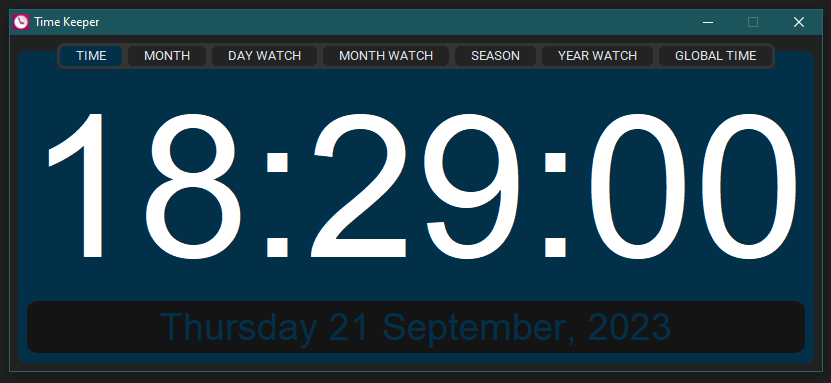 Time Keeper
TIME MONTH DAY WATCH MONTH WATCH SEASON YEAR WATCH GLOBAL TIME
18:29:00
Thursday 21 September, 2023